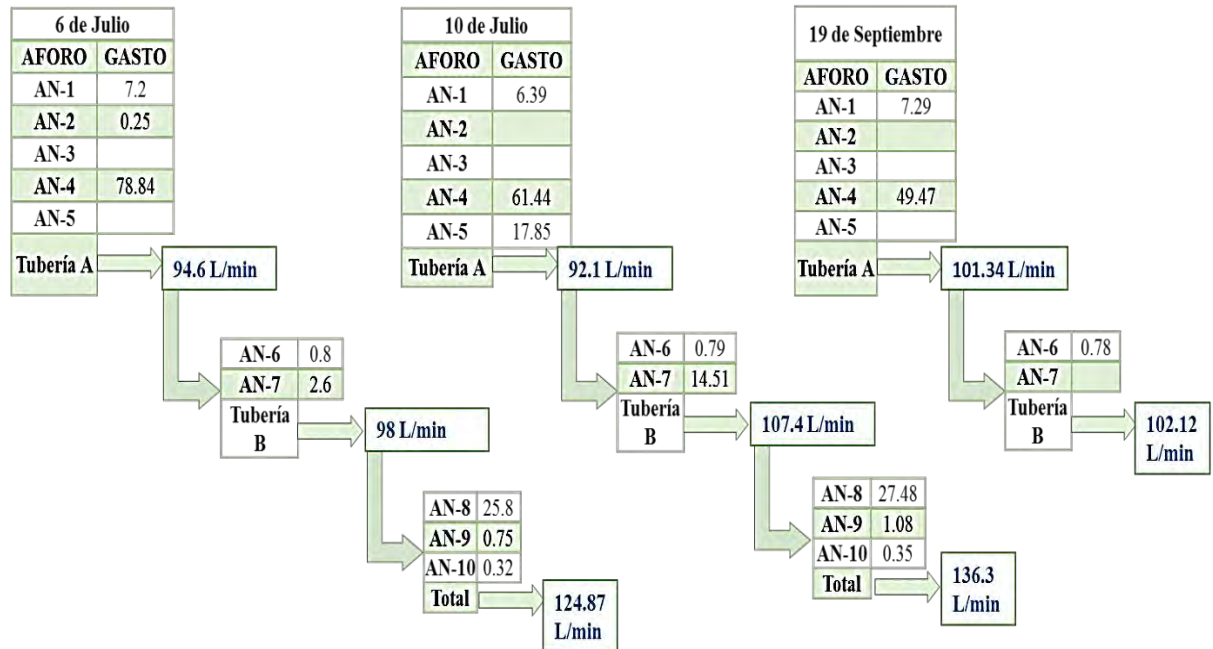 6 de Julio
AFORO GASTO
AN-1 7.2
AN-2 0.25
AN-3
AN-4 78.84
AN-5
Tubería A
94.6 L/min
AN-6 0.8
AN-7 2.6
Tubería
B
98 L/min
AN-8 25.8
AN-9 0.75
AN-10 0.32
Total
124.87
L/min
10 de Julio
AFORO GASTO
AN-1 6.39
AN-2
AN-3
AN-4 61.44
AN-5 17.85
Tubería A
92.1 L/min
AN-6 0.79
AN-7 14.51
Tubería
B
107.4 L/min
AN-8 27.48
AN-9 1.08
AN-10 0.35
Total
136.3
L/min
19 de Septiembre
AFORO GASTO
AN-1 7.29
AN-2
AN-3
AN-4 49.47
AN-5
Tubería A
101.34 L/min
AN-6 0.78
AN-7
Tubería
B
102.12
L/min